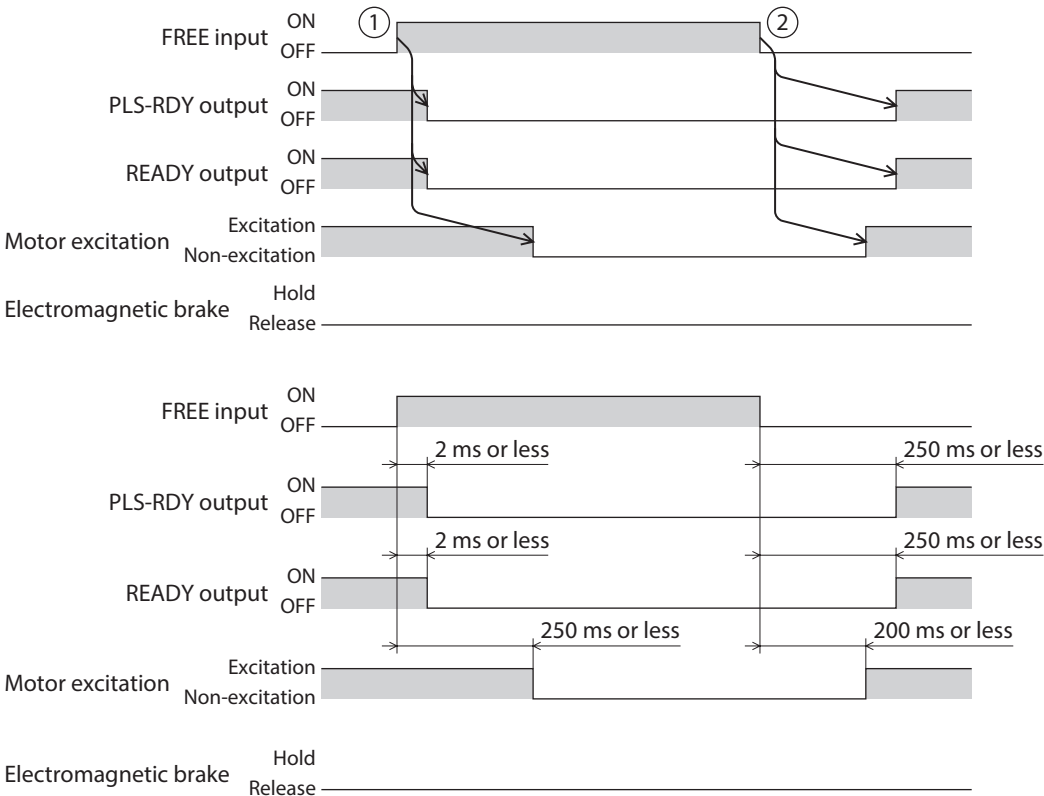 ON
FREE input
OFF
1
2
ON
PLS-RDY output
OFF
ON
READY output
OFF
Excitation
Motor excitation
Non-excitation
Hold
Electromagnetic brake
Release
ON
FREE input
OFF
2 ms or less
250 ms or less
ON
PLS-RDY output
OFF
2 ms or less
250 ms or less
ON
READY output
OFF
250 ms or less
200 ms or less
Excitation
Motor excitation
Non-excitation
Hold
Electromagnetic brake
Release